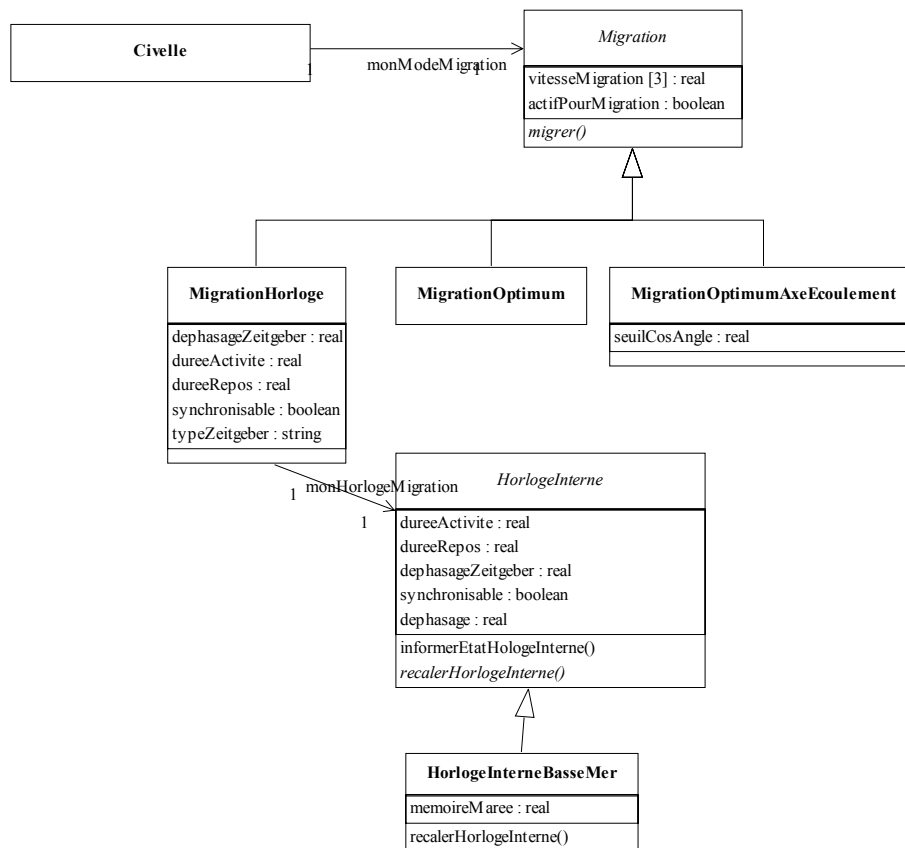 Migration
Civelle
1
monModeMigration
1
vitesseMigration [3] : real
actifPourMigration : boolean
migrer()
MigrationHorloge
MigrationOptimum
MigrationOptimumAxeEcoulement
dephasageZeitgeber : real
dureeActivite : real
dureeRepos : real
synchronisable : boolean
typeZeitgeber : string
seuilCosAngle : real
monHorlogeMigration
1
1
HorlogeInterne
dureeActivite : real
dureeRepos : real
dephasageZeitgeber : real
synchronisable : boolean
dephasage : real
informerEtatHologeInterne()
recalerHorlogeInterne()
HorlogeInterneBasseMer
memoireMaree : real
recalerHorlogeInterne()